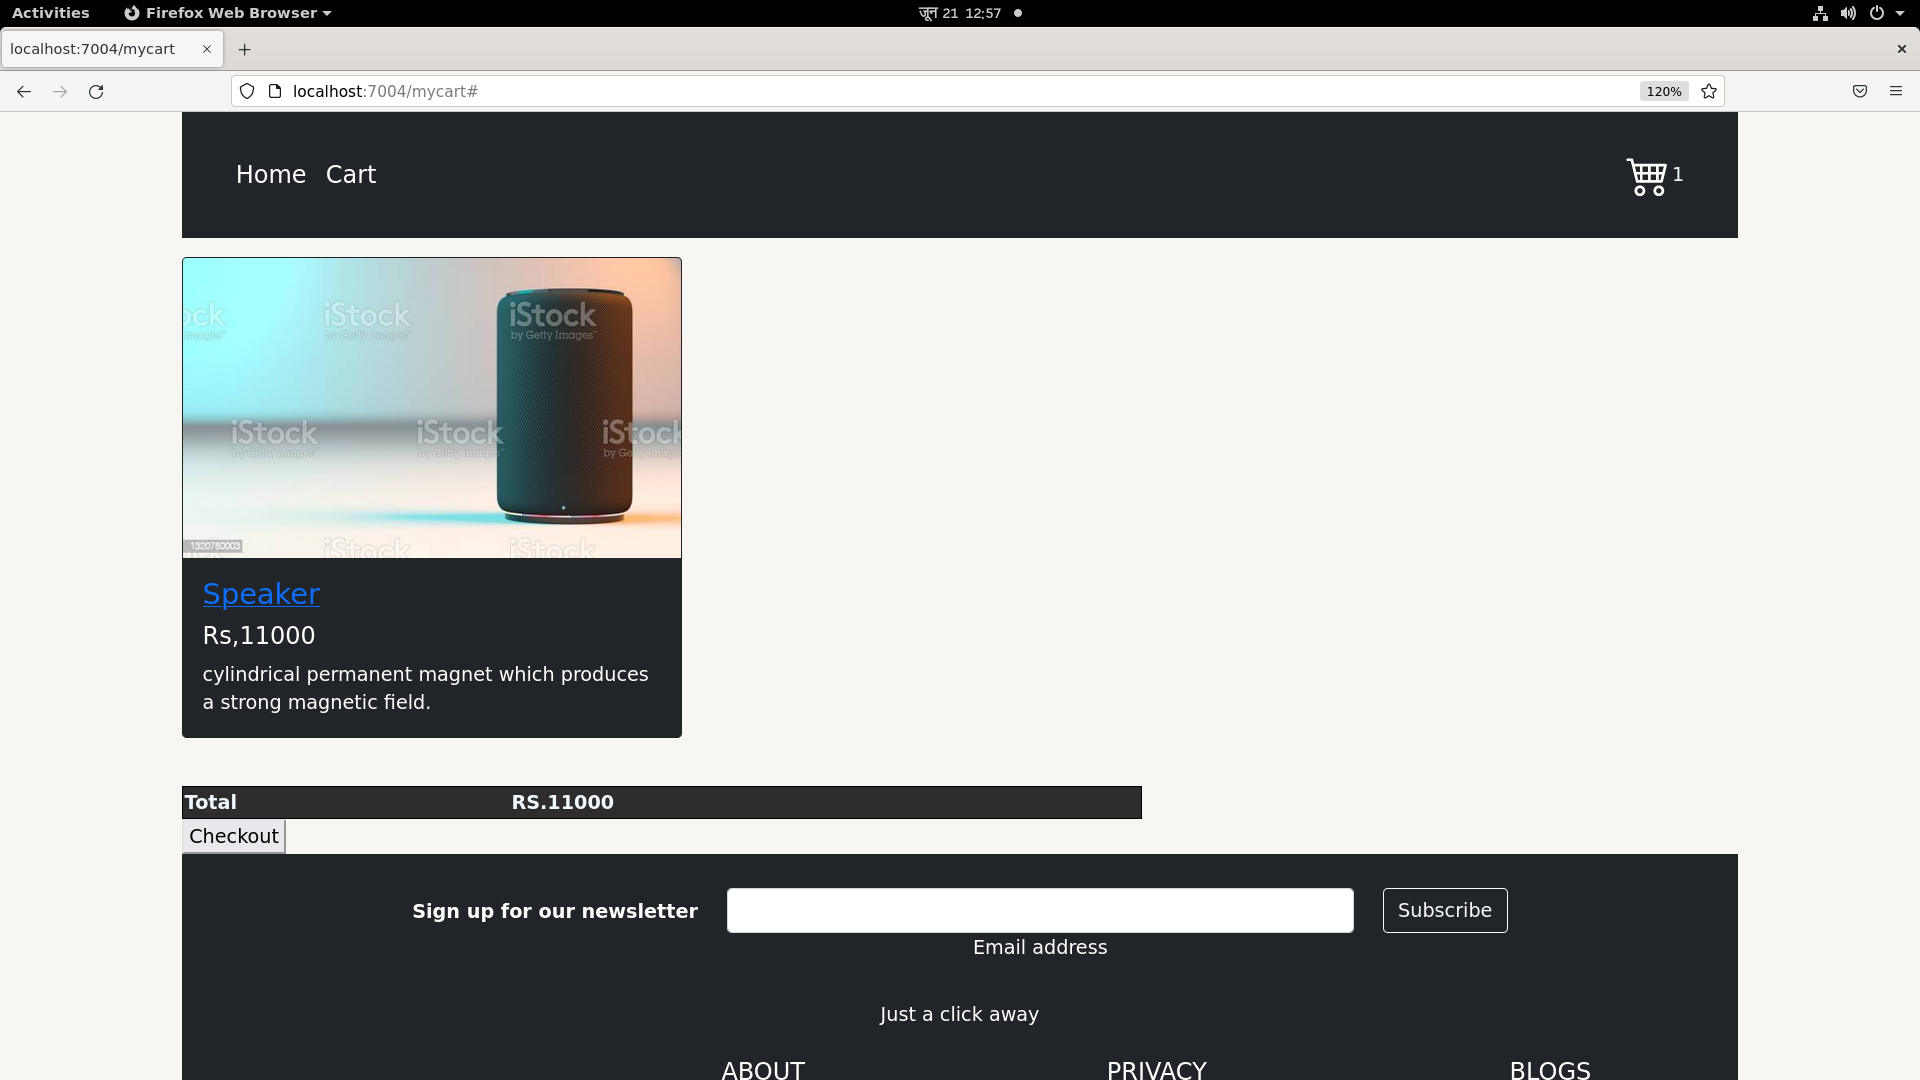 Activities
Firefox Web Browser
जून 21 12:57
localhost:7004/mycart
localhost:7004/mycart#
120%
Home Cart
1
iStock
iStock
by Getty Images
iStock
by Getty Images
iStock
by Getty Images
iStock
by Getty Images
iStock
by Getty Images
1320780003
iStock
iStock
Speaker
Rs,11000
cylindrical permanent magnet which produces
a strong magnetic field.
Total RS.11000
Checkout
Sign up for our newsletter
Subscribe
Email address
Just a click away
ABOUT PRIVACY BLOGS